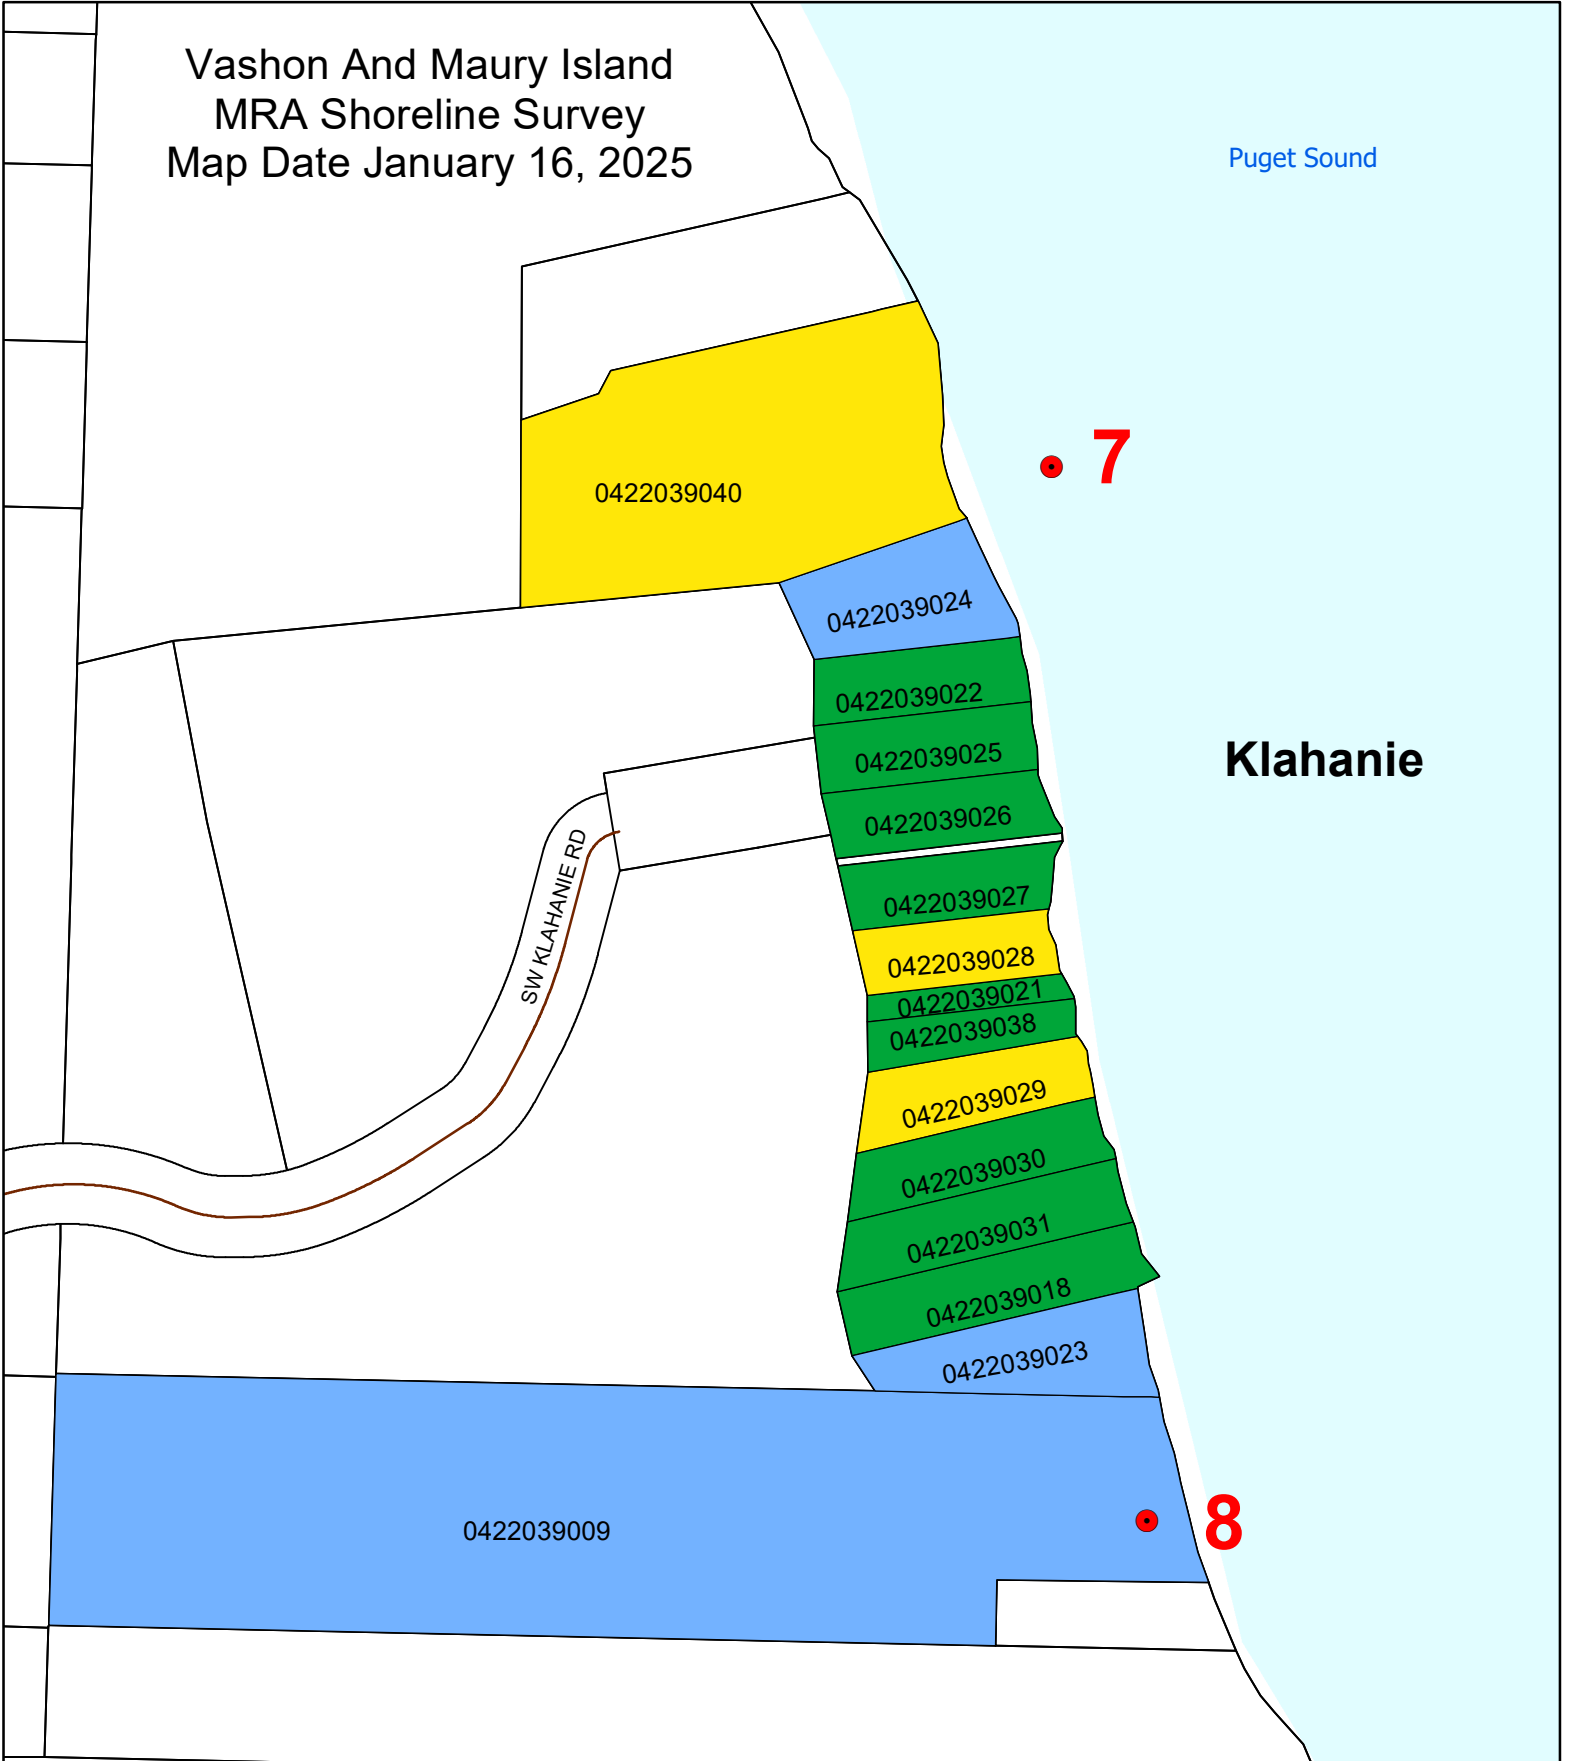 Vashon And Maury Island
MRA Shoreline Survey
Map Date January 16, 2025
Puget Sound
7
0422039040
0422039024
0422039022
0422039025
Klahanie
0422039026
SW KLAHANIE RD
0422039027
0422039028
0422039021
0422039038
0422039029
0422039030
0422039031
0422039018
0422039023
0422039009
8